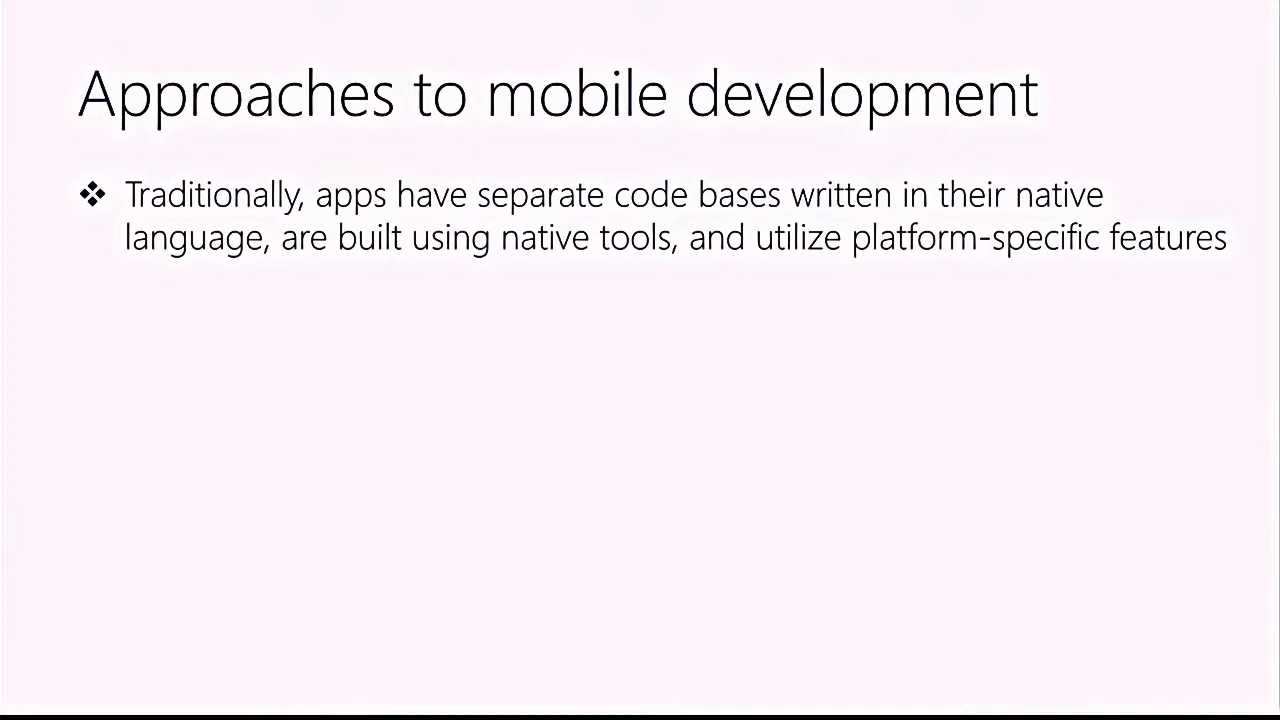 Approaches to mobile development
❖ Traditionally, apps have separate code bases written in their native
language, are built using native tools, and utilize platform-specific features